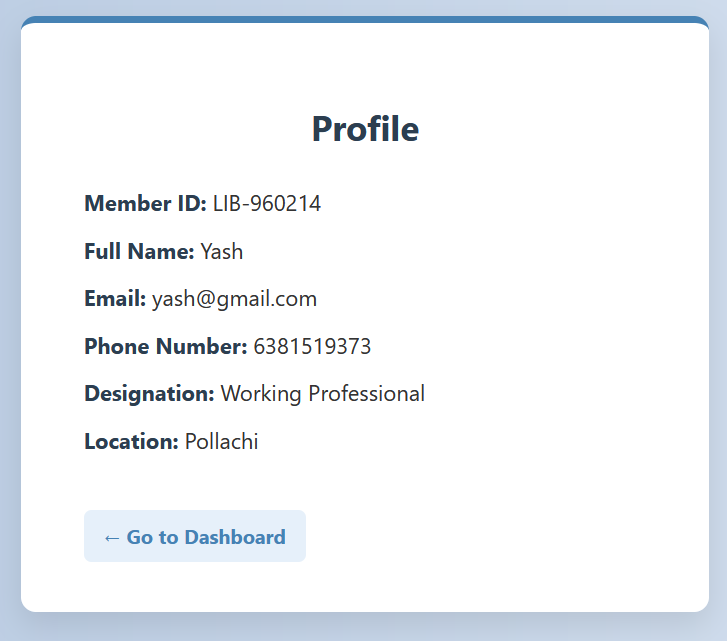 Profile
Member ID: LIB-960214
Full Name: Yash
Email: yash@gmail.com
Phone Number: 6381519373
Designation: Working Professional
Location: Pollachi
← Go to Dashboard